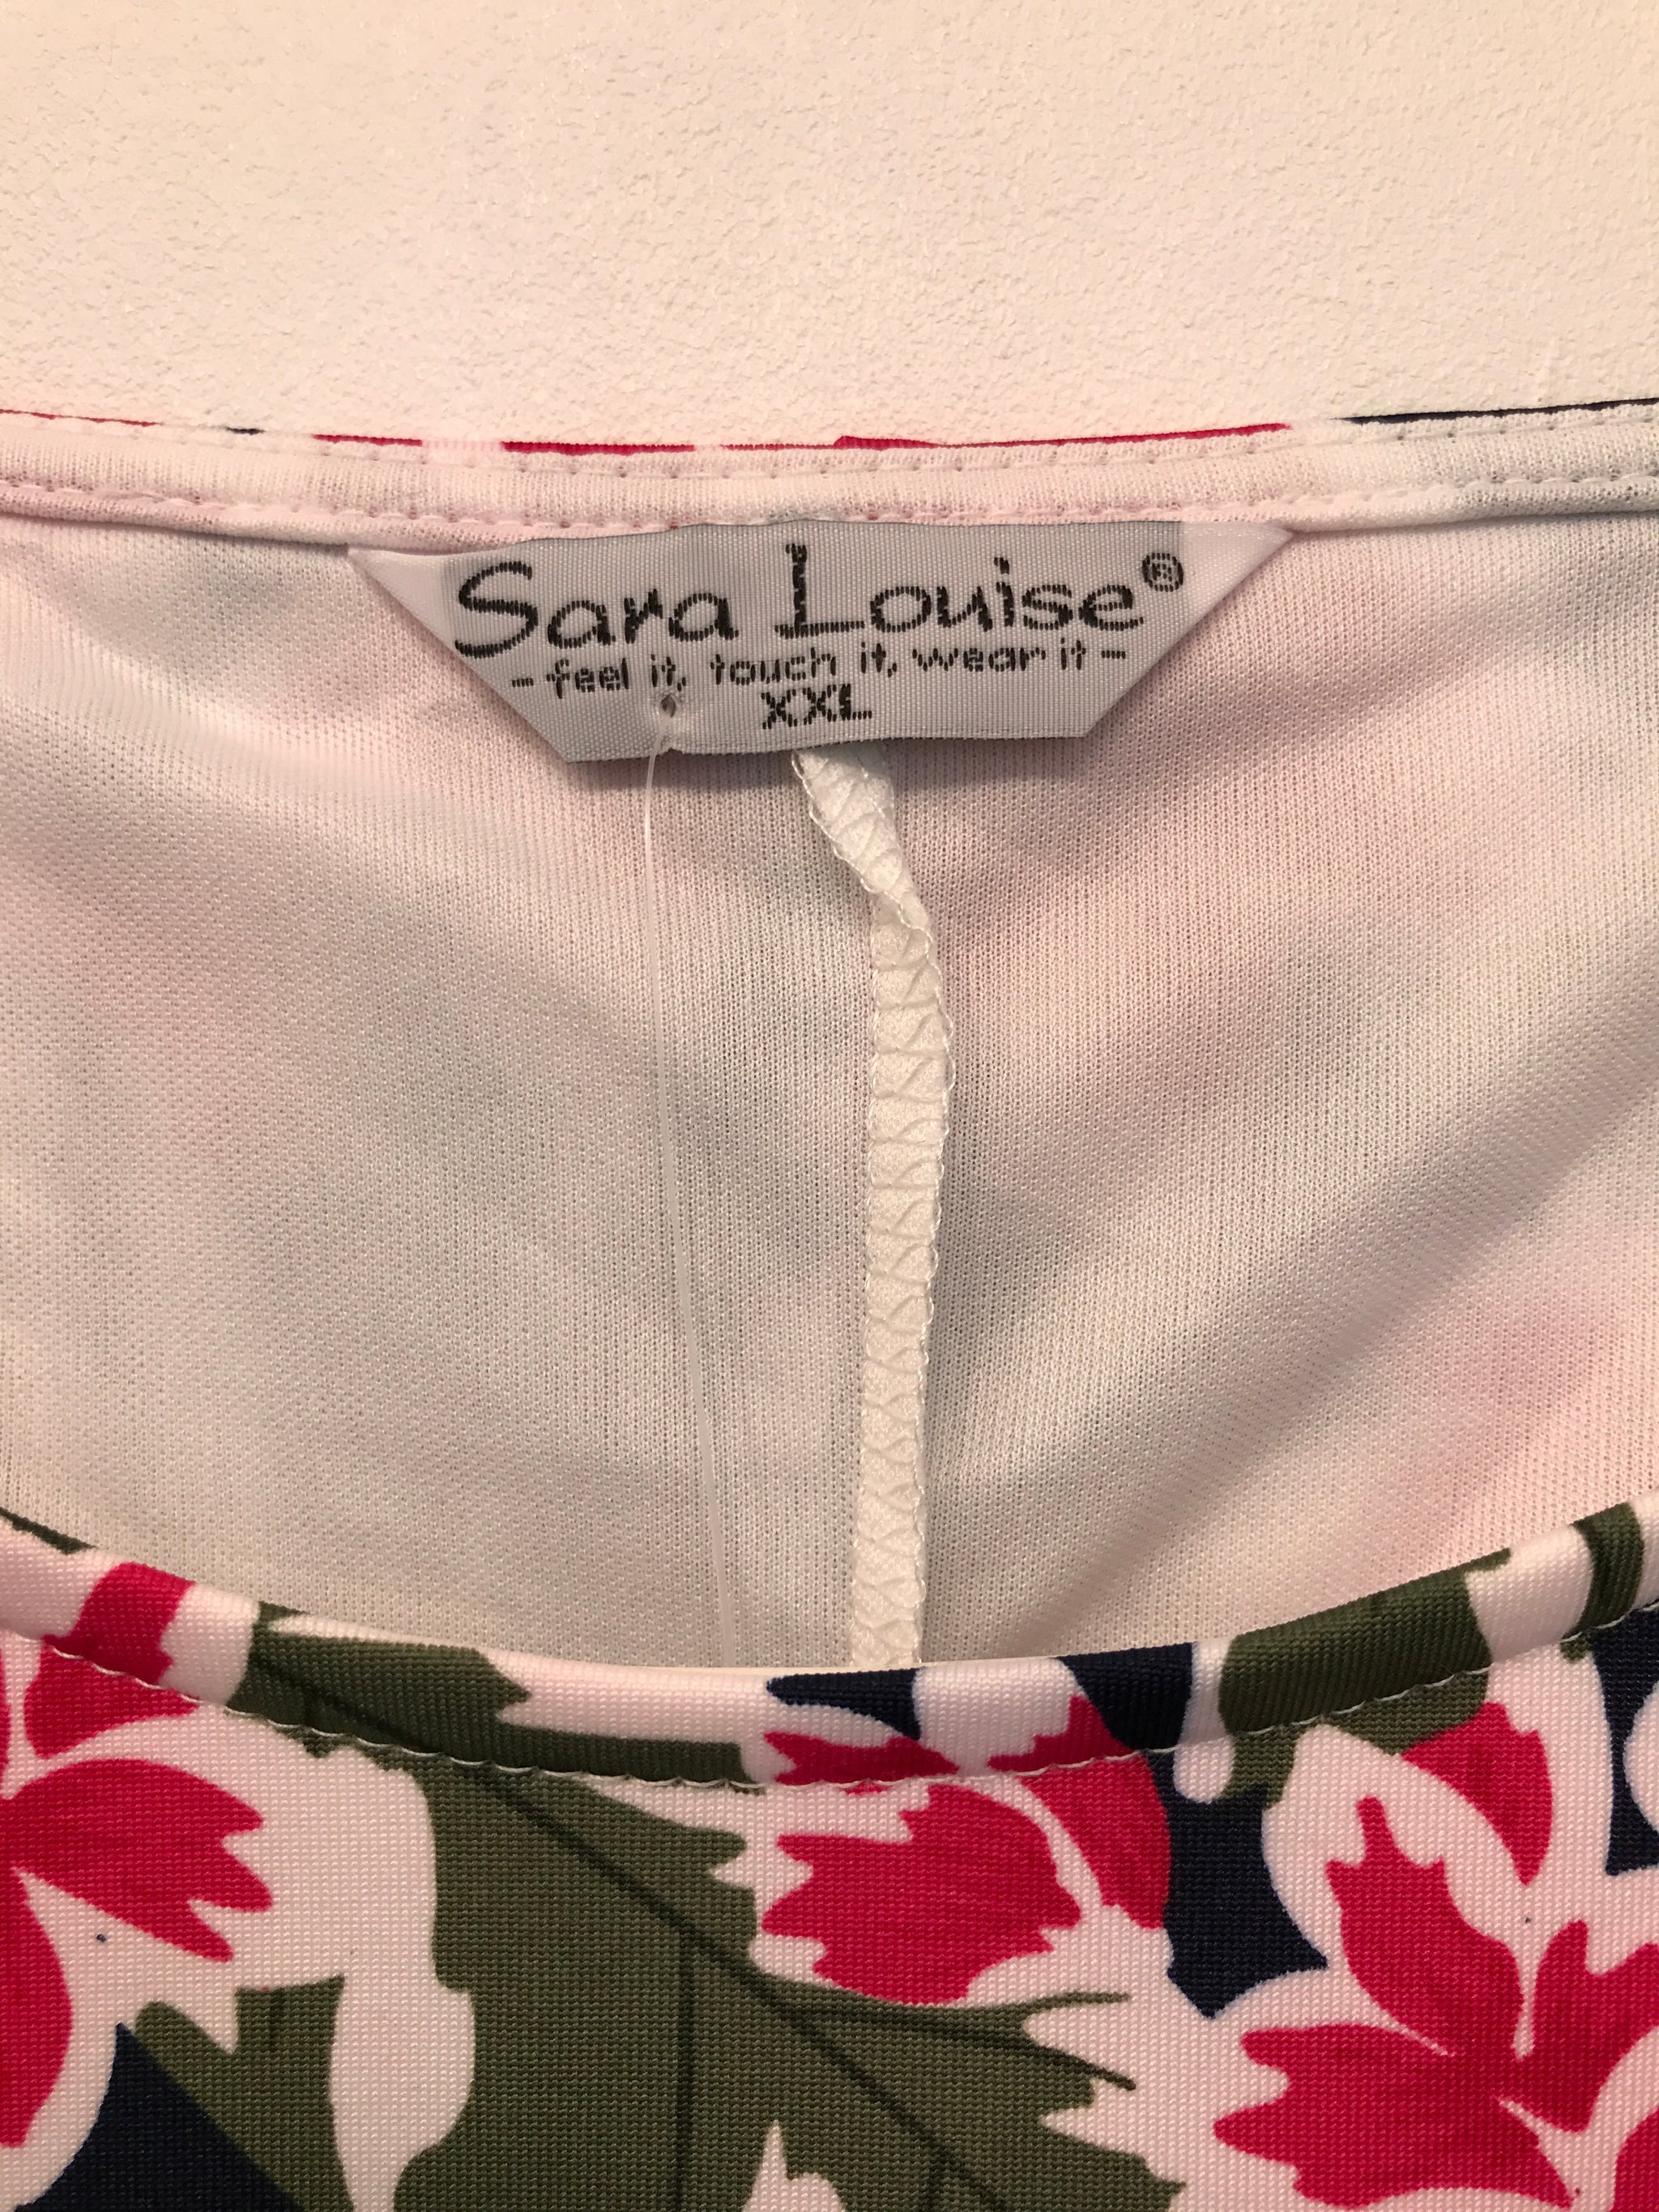 Sara Louise®
- feel it, touch it, wear it -
XXL